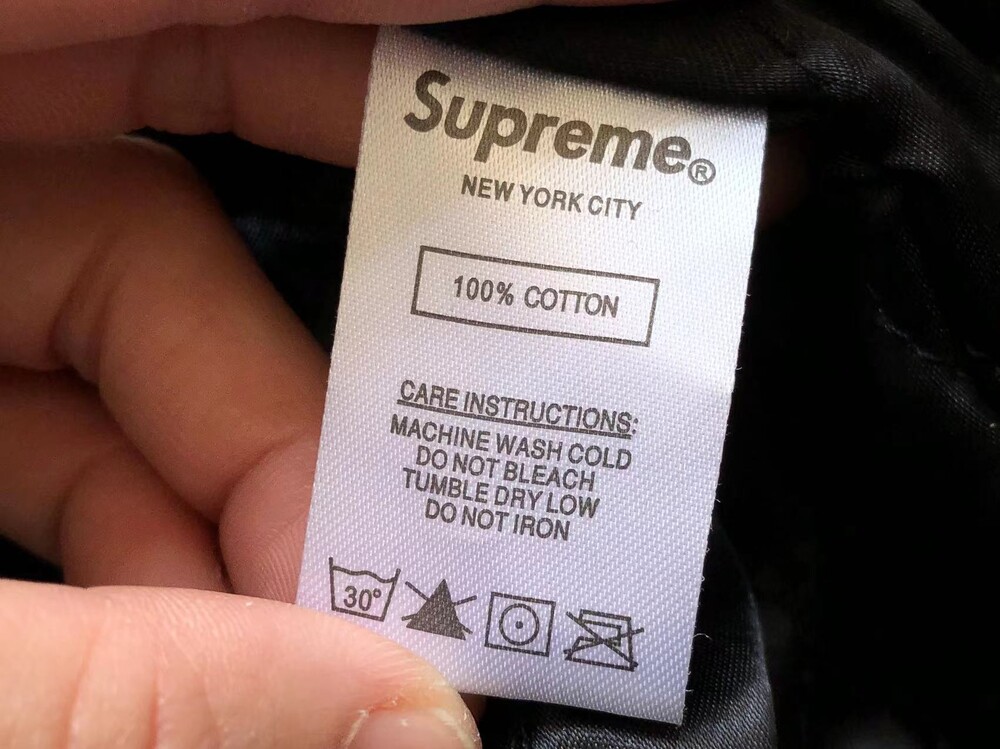 Supreme®
NEW YORK CITY
100% COTTON
CARE INSTRUCTIONS:
MACHINE WASH COLD
DO NOT BLEACH
TUMBLE DRY LOW
DO NOT IRON
30°